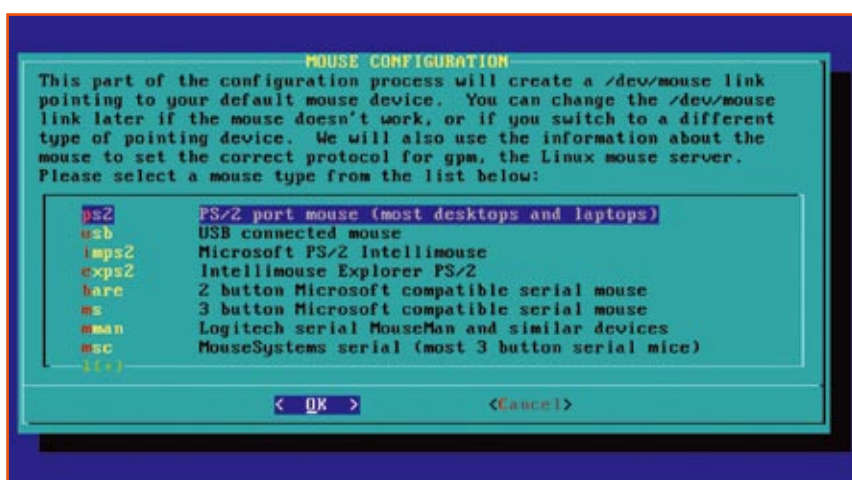 MOUSE CONFIGURATION
This part of the configuration process will create a /dev/mouse link
pointing to your default mouse device. You can change the /dev/mouse
link later if the mouse doesn't work, or if you switch to a different
type of pointing device. We will also use the information about the
mouse to set the correct protocol for gpm, the Linux mouse server.
Please select a mouse type from the list below:
ps2 PS/2 port mouse (most desktops and laptops)
usb USB connected mouse
imps2 Microsoft PS/2 Intellimouse
exps2 Intellimouse Explorer PS/2
bare 2 button Microsoft compatible serial mouse
ms 3 button Microsoft compatible serial mouse
mman Logitech serial MouseMan and similar devices
msc MouseSystems serial (most 3 button serial mice)
< OK > <Cancel>